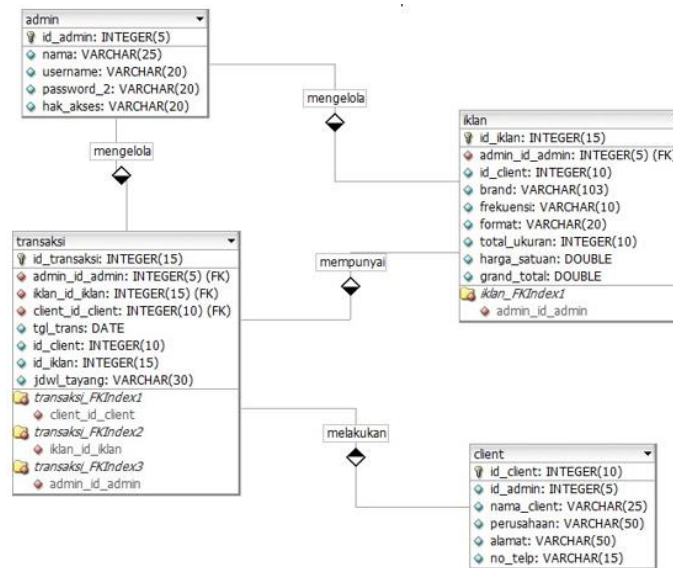 admin
id_admin: INTEGER(5)
nama: VARCHAR(25)
username: VARCHAR(20)
password_2: VARCHAR(20)
hak_akses: VARCHAR(20)
mengelola
mengelola
iklan
id_iklan: INTEGER(15)
admin_id_admin: INTEGER(5) (FK)
id_client: INTEGER(10)
brand: VARCHAR(103)
frekuensi: VARCHAR(10)
format: VARCHAR(20)
total_ukuran: INTEGER(10)
harga_satuan: DOUBLE
grand_total: DOUBLE
iklan_FKIndex1
admin_id_admin
transaksi
id_transaksi: INTEGER(15)
admin_id_admin: INTEGER(5) (FK)
iklan_id_iklan: INTEGER(15) (FK)
client_id_client: INTEGER(10) (FK)
tgl_trans: DATE
id_client: INTEGER(10)
id_iklan: INTEGER(15)
jdwl_tayang: VARCHAR(30)
transaksi_FKIndex1
client_id_client
transaksi_FKIndex2
iklan_id_iklan
transaksi_FKIndex3
admin_id_admin
mempunyai
melakukan
client
id_client: INTEGER(10)
id_admin: INTEGER(5)
nama_client: VARCHAR(25)
perusahaan: VARCHAR(50)
alamat: VARCHAR(50)
no_telp: VARCHAR(15)